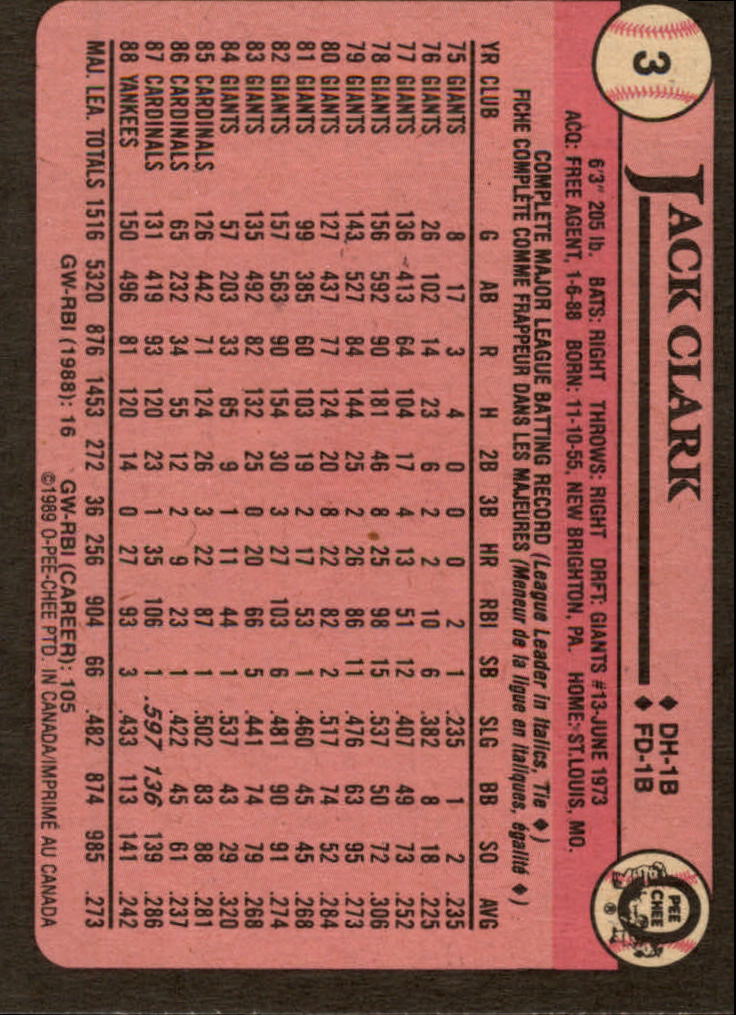 3
JACK CLARK
♦ DH-1B
♦ FD-1B
O PEE CHEE ®
6'3" 205 lb. BATS: RIGHT THROWS: RIGHT DRFT: GIANTS #13-JUNE 1973
ACQ: FREE AGENT, 1-6-88 BORN: 11-10-55, NEW BRIGHTON, PA. HOME: ST. LOUIS, MO.
COMPLETE MAJOR LEAGUE BATTING RECORD (League Leader in Italics, Tie ♦)
FICHE COMPLÈTE COMME FRAPPEUR DANS LES MAJEURES (Meneur de la ligue en italiques, égalité ♦)
YR CLUB G AB R H 2B 3B HR RBI SB SLG BB SO AVG
75 GIANTS 8 17 3 4 0 0 0 2 1 .235 1 2 .235
76 GIANTS 26 102 14 23 6 2 2 10 6 .382 8 18 .225
77 GIANTS 136 413 64 104 17 4 13 51 12 .407 49 73 .252
78 GIANTS 156 592 90 181 46 8 25 98 15 .537 50 72 .306
79 GIANTS 143 527 84 144 25 2 26 86 11 .476 63 95 .273
80 GIANTS 127 437 77 124 20 8 22 82 2 .517 74 52 .284
81 GIANTS 99 385 60 103 19 2 17 53 1 .460 45 45 .268
82 GIANTS 157 563 90 154 30 3 27 103 6 .481 90 91 .274
83 GIANTS 135 492 82 132 25 0 20 66 5 .441 74 79 .268
84 GIANTS 57 203 33 65 9 1 11 44 1 .537 43 29 .320
85 CARDINALS 126 442 71 124 26 3 22 87 1 .502 83 88 .281
86 CARDINALS 65 232 34 55 12 2 9 23 1 .422 45 61 .237
87 CARDINALS 131 419 93 120 23 1 35 106 1 .597 136 139 .286
88 YANKEES 150 496 81 120 14 0 27 93 3 .433 113 141 .242
MAJ. LEA. TOTALS 1516 5320 876 1453 272 36 256 904 66 .482 874 985 .273
GW-RBI (1988): 16 GW-RBI (CAREER): 105
©1989 O-PEE-CHEE PTD. IN CANADA/IMPRIMÉ AU CANADA